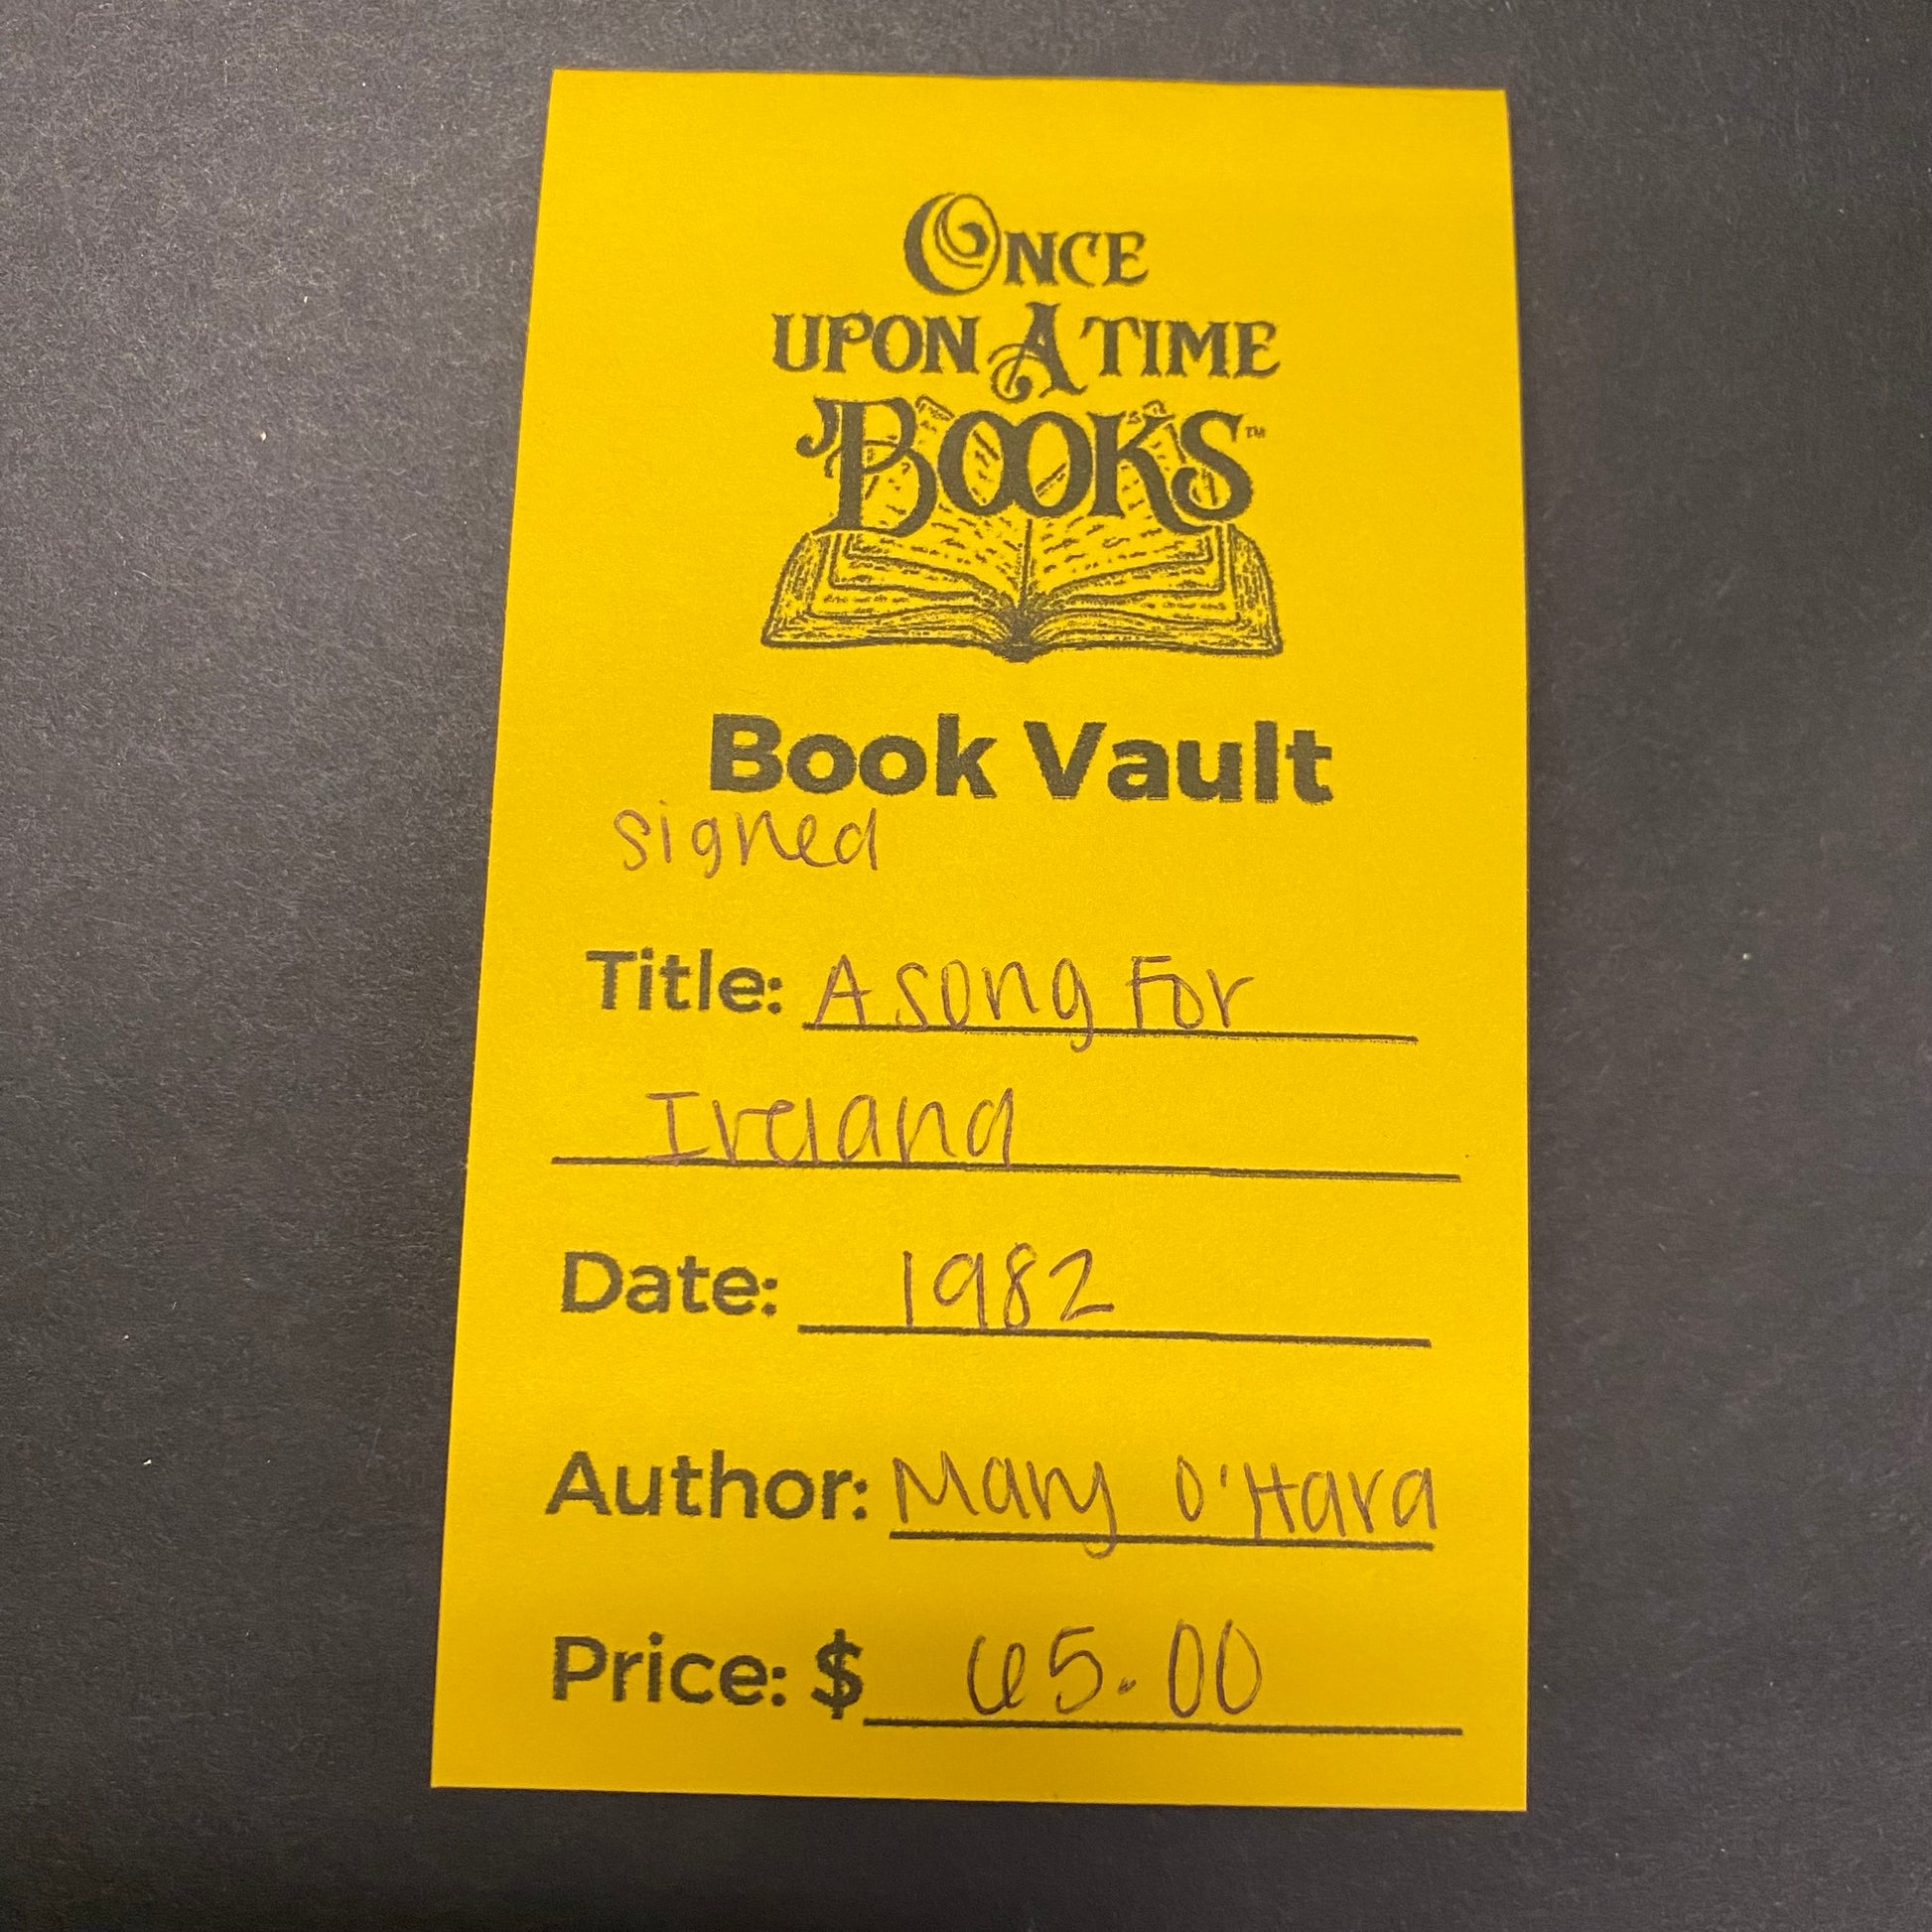 ONCE
UPON A TIME
BOOKS™
Book Vault
signed
Title: A song For
Ireland
Date: 1982
Author: Mary O'Hara
Price: $ 65.00